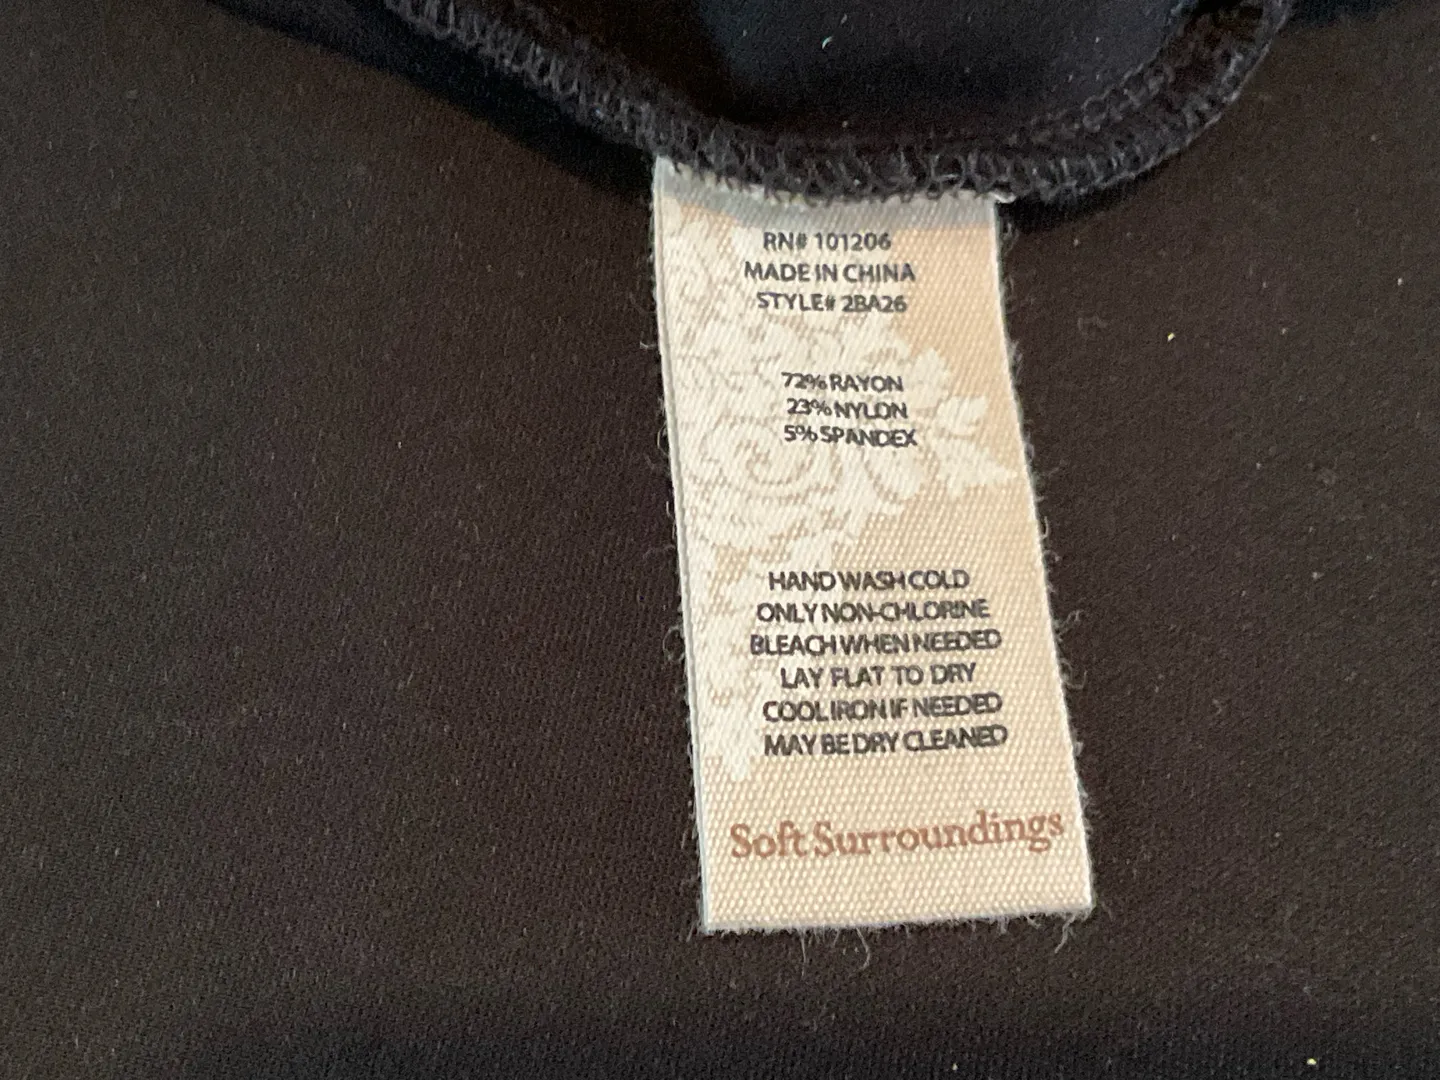 RN# 101206
MADE IN CHINA
STYLE# 2BA26
72% RAYON
23% NYLON
5% SPANDEX
HAND WASH COLD
ONLY NON-CHLORINE
BLEACH WHEN NEEDED
LAY FLAT TO DRY
COOL IRON IF NEEDED
MAY BE DRY CLEANED
Soft Surroundings